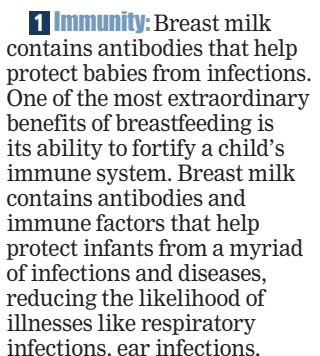 1 Immunity: Breast milk
contains antibodies that help
protect babies from infections.
One of the most extraordinary
benefits of breastfeeding is
its ability to fortify a child’s
immune system. Breast milk
contains antibodies and
immune factors that help
protect infants from a myriad
of infections and diseases,
reducing the likelihood of
illnesses like respiratory
infections, ear infections,